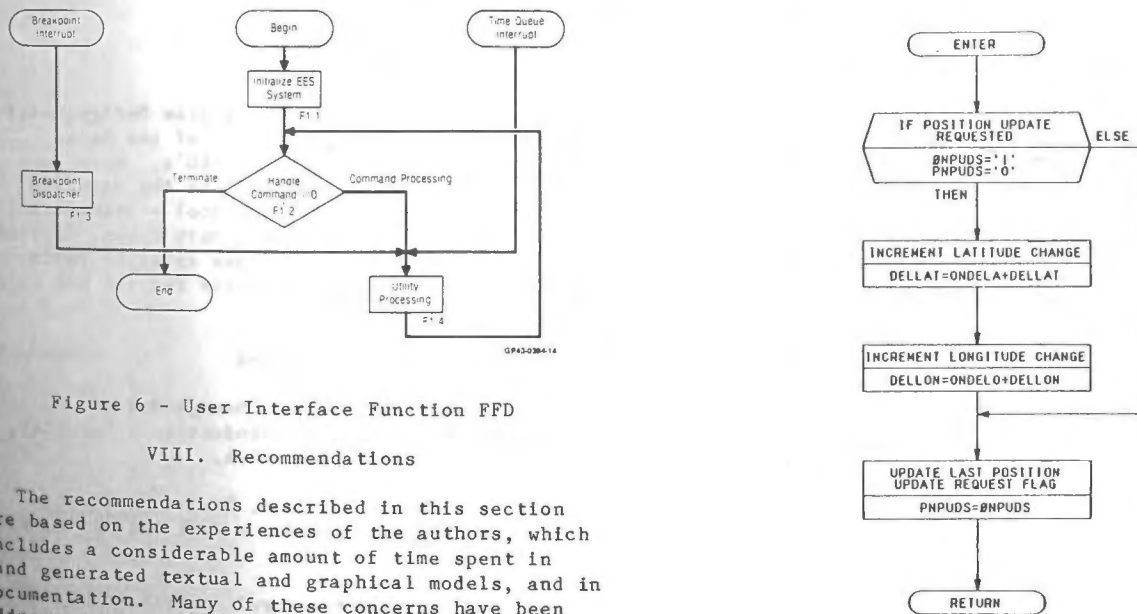 Breakpoint
Interrupt
Begin
Time Queue
Interrupt
Initialize EES
System
F1.1
Terminate
Handle
Command = 0
F1.2
Command Processing
Breakpoint
Dispatcher
F1.3
End
Utility
Processing
F1.4
GP43-0394-14
Figure 6 - User Interface Function FFD
VIII. Recommendations
The recommendations described in this section
re based on the experiences of the authors, which
ncludes a considerable amount of time spent in
and generated textual and graphical models, and in
ocumentation. Many of these concerns have been
ENTER
IF POSITION UPDATE
REQUESTED
ØNPUDS='1'
PNPUDS='0'
ELSE
THEN
INCREMENT LATITUDE CHANGE
DELLAT=ONDELA+DELLAT
INCREMENT LONGITUDE CHANGE
DELLON=ONDELO+DELLON
UPDATE LAST POSITION
UPDATE REQUEST FLAG
PNPUDS=ØNPUDS
RETURN